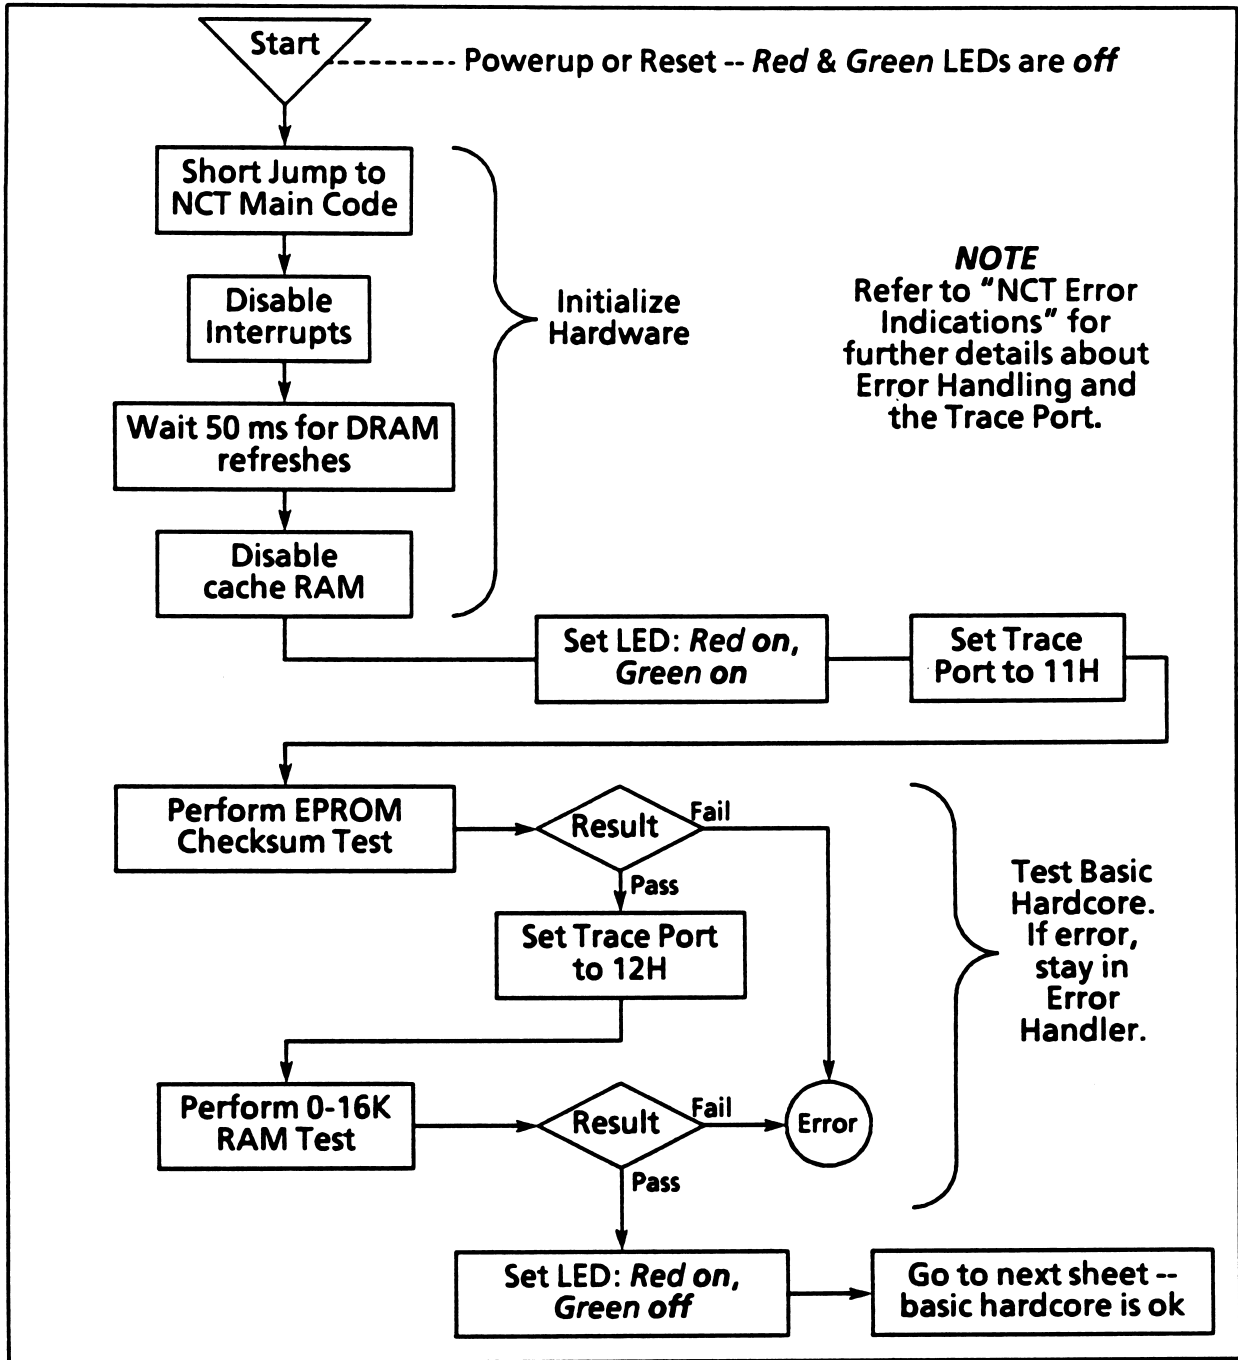 Start
Powerup or Reset -- Red & Green LEDs are off
Short Jump to
NCT Main Code
Disable
Interrupts
Wait 50 ms for DRAM
refreshes
Disable
cache RAM
Initialize
Hardware
NOTE
Refer to “NCT Error
Indications” for
further details about
Error Handling and
the Trace Port.
Set LED: Red on,
Green on
Set Trace
Port to 11H
Perform EPROM
Checksum Test
Result
Fail
Pass
Set Trace Port
to 12H
Perform 0-16K
RAM Test
Result
Fail
Pass
Error
Test Basic
Hardcore.
If error,
stay in
Error
Handler.
Set LED: Red on,
Green off
Go to next sheet --
basic hardcore is ok